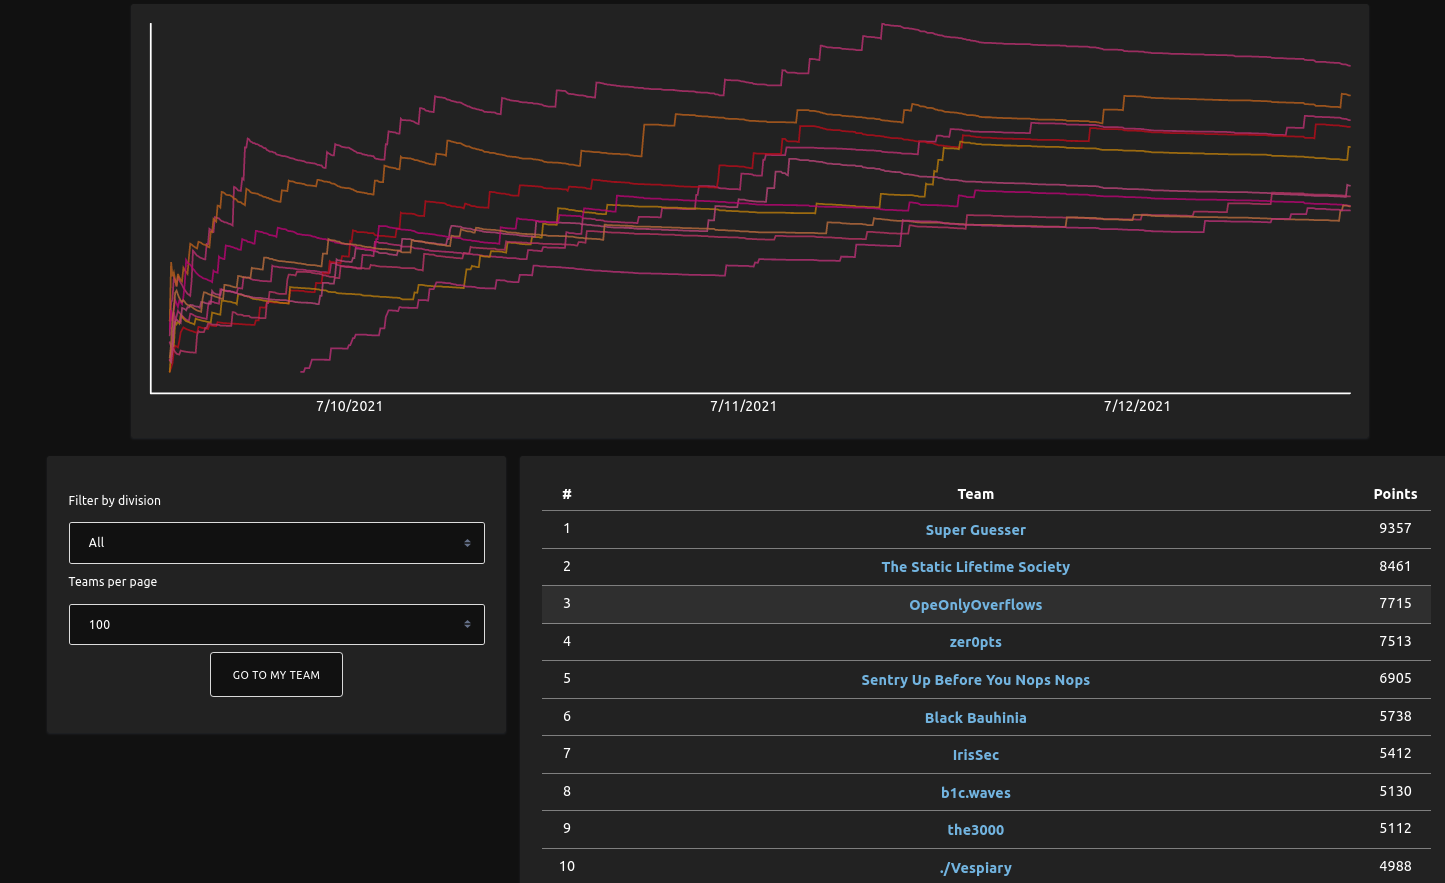 7/10/2021 7/11/2021 7/12/2021
Filter by division
All
Teams per page
100
GO TO MY TEAM
# Team Points
1 Super Guesser 9357
2 The Static Lifetime Society 8461
3 OpeOnlyOverflows 7715
4 zer0pts 7513
5 Sentry Up Before You Nops Nops 6905
6 Black Bauhinia 5738
7 IrisSec 5412
8 b1c.waves 5130
9 the3000 5112
10 ./Vespiary 4988